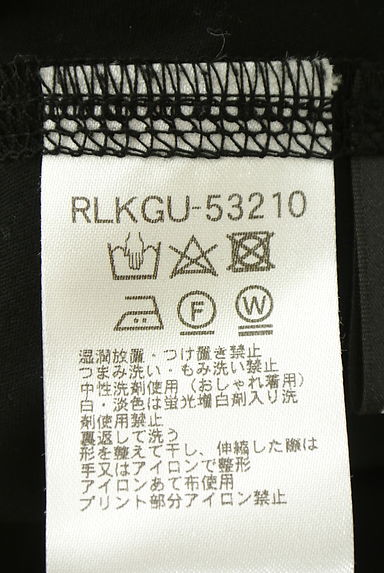 RLKGU-53210
F W
湿潤放置・つけ置き禁止
つまみ洗い・もみ洗い禁止
中性洗剤使用（おしゃれ着用）
白・淡色は蛍光増白剤入り洗
剤使用禁止
裏返して洗う
形を整えて干し、伸縮した際は
手又はアイロンで整形
アイロンあて布使用
プリント部分アイロン禁止